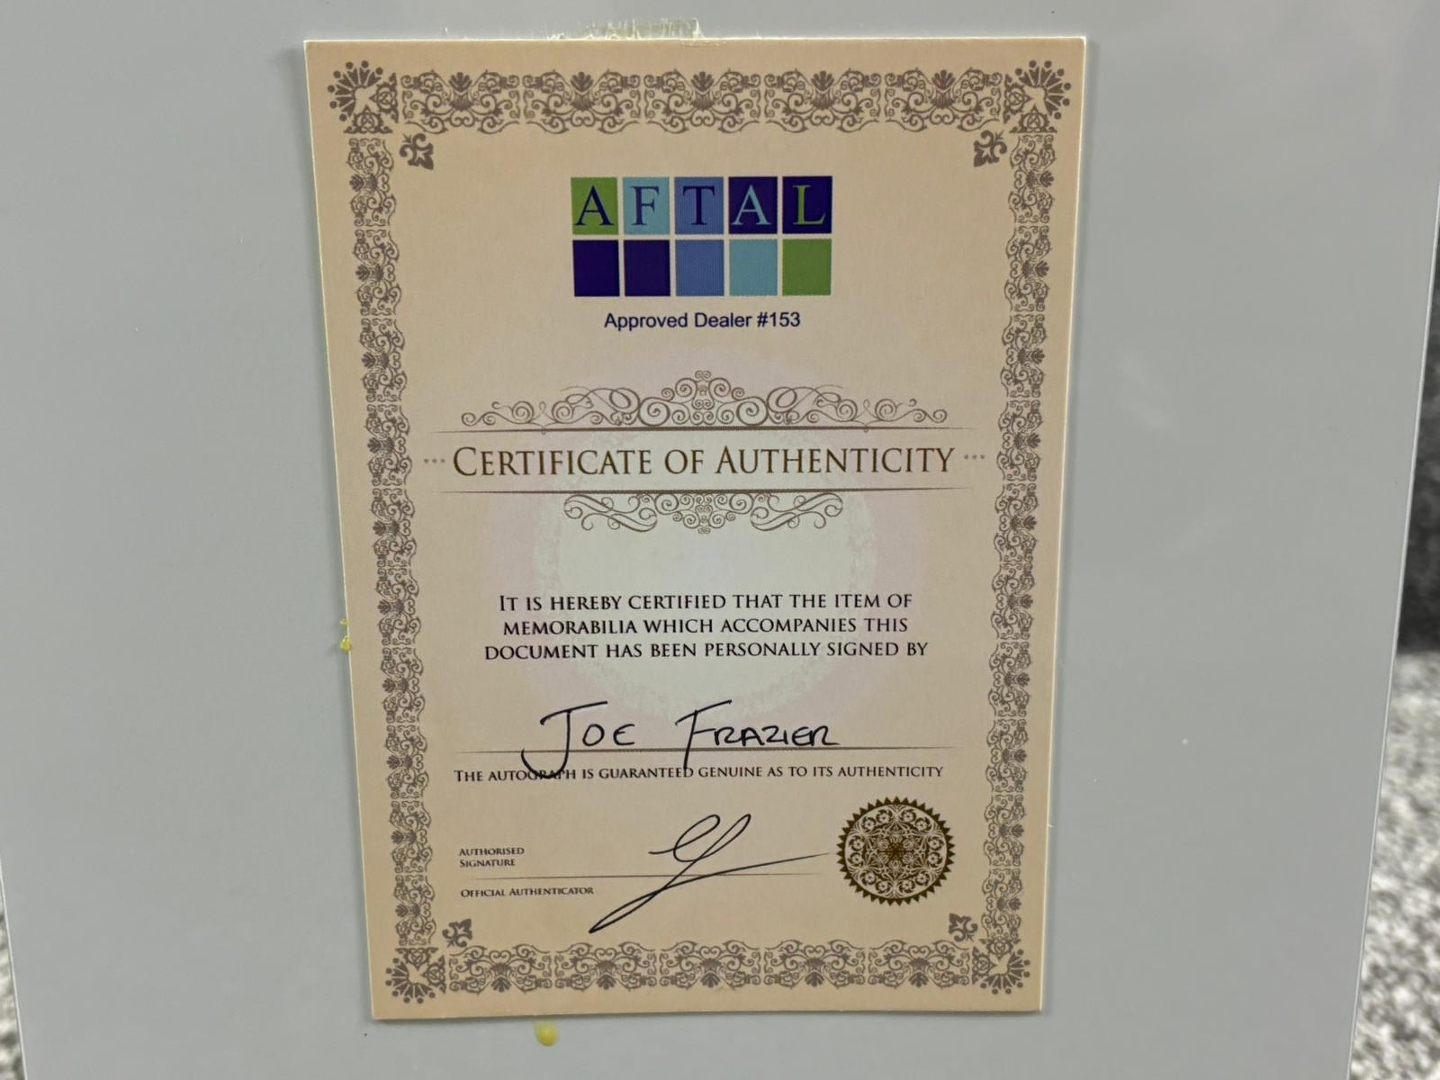 AFTAL
Approved Dealer #153
CERTIFICATE OF AUTHENTICITY
IT IS HEREBY CERTIFIED THAT THE ITEM OF
MEMORABILIA WHICH ACCOMPANIES THIS
DOCUMENT HAS BEEN PERSONALLY SIGNED BY
JOE FRAZIER
THE AUTOGRAPH IS GUARANTEED GENUINE AS TO ITS AUTHENTICITY
AUTHORISED
SIGNATURE
OFFICIAL AUTHENTICATOR